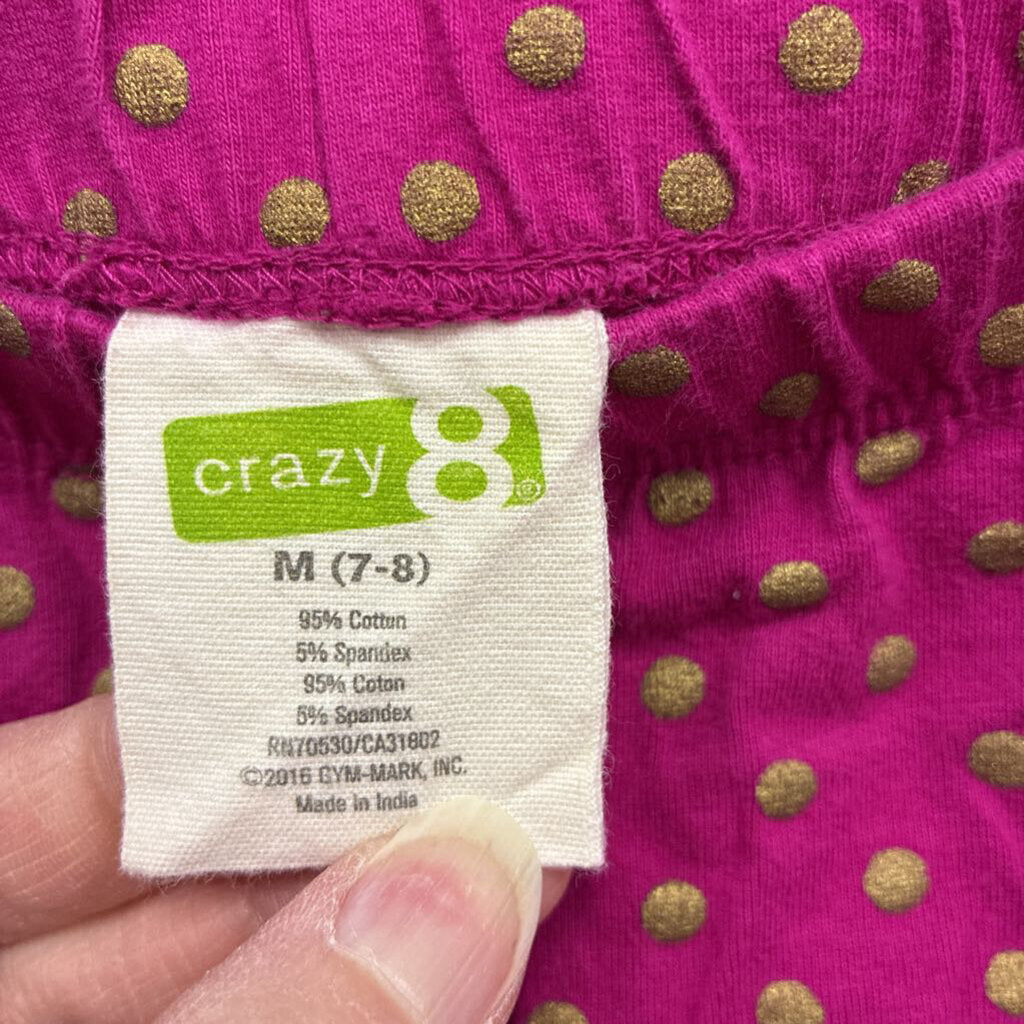 crazy 8®
M (7-8)
95% Cotton
5% Spandex
95% Coton
5% Spandex
RN70530/CA31802
©2016 GYM-MARK, INC.
Made in India